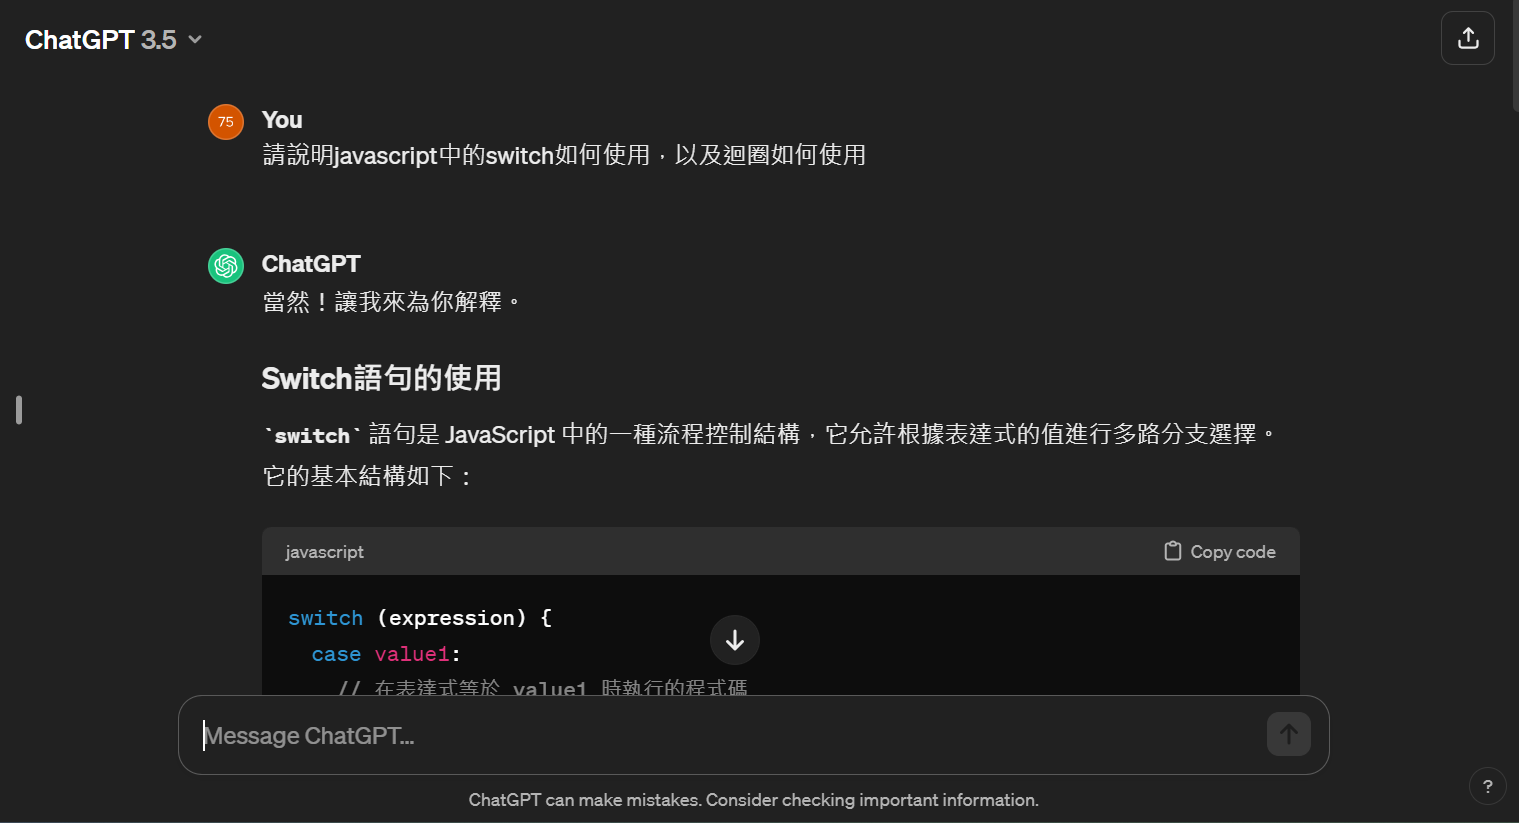 ChatGPT 3.5
75
You
請說明javascript中的switch如何使用，以及迴圈如何使用
ChatGPT
當然！讓我來為你解釋。
Switch語句的使用
`switch` 語句是 JavaScript 中的一種流程控制結構，它允許根據表達式的值進行多路分支選擇。
它的基本結構如下：
javascript
Copy code
switch (expression) {
case value1:
// 在表達式等於 value1 時執行的程式碼
Message ChatGPT...
ChatGPT can make mistakes. Consider checking important information.
?